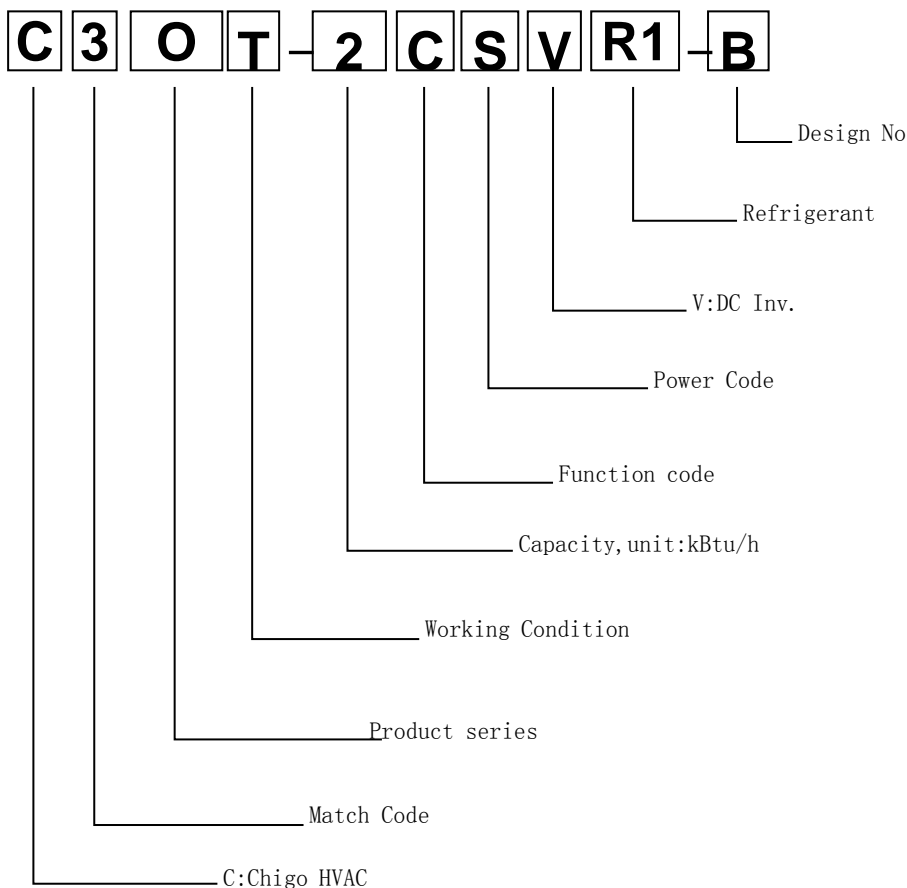 C 3 O T - 2 C S V R1 - B
Design No
Refrigerant
V:DC Inv.
Power Code
Function code
Capacity,unit:kBtu/h
Working Condition
Product series
Match Code
C:Chigo HVAC